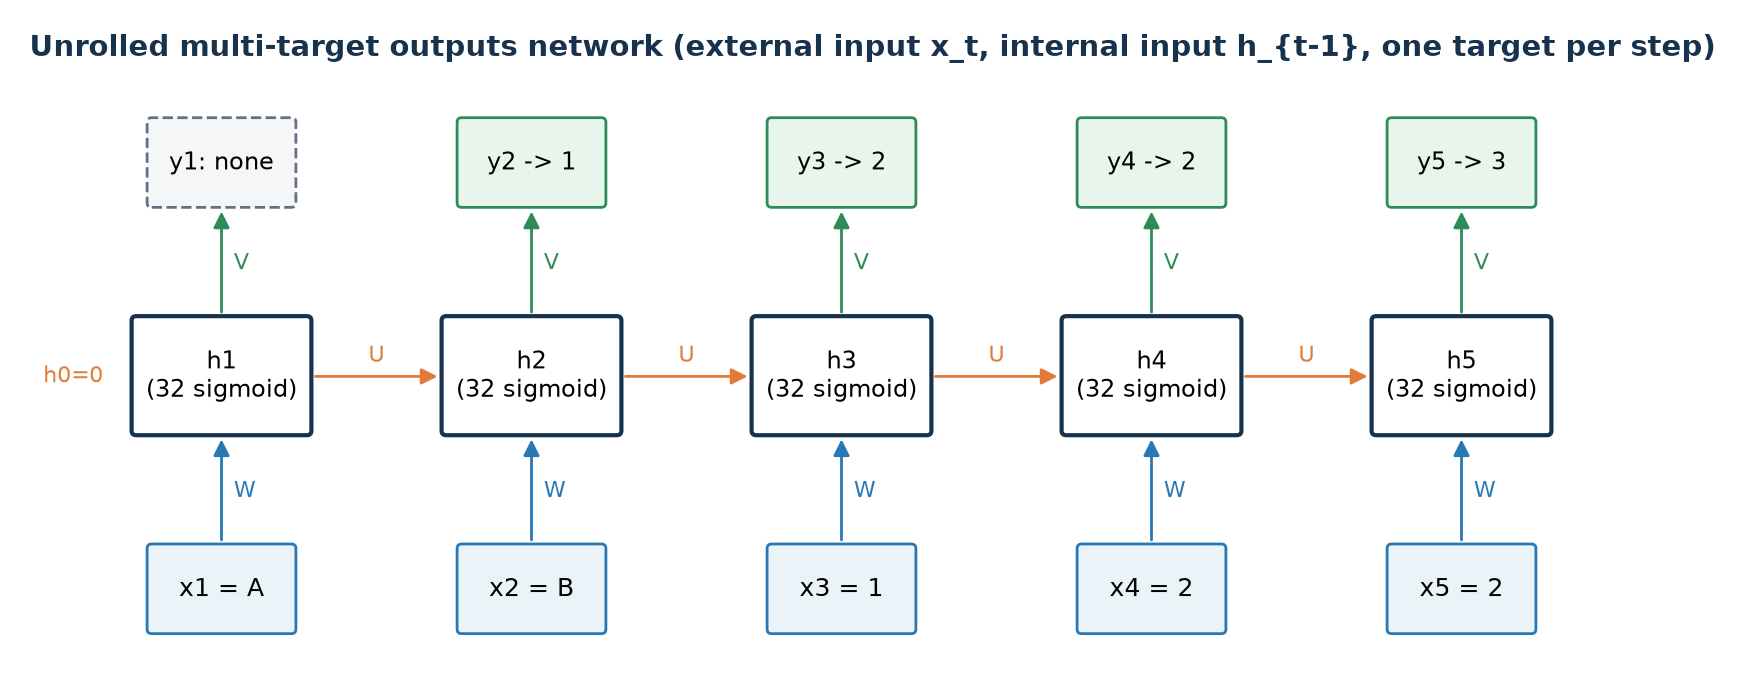 Unrolled multi-target outputs network (external input x_t, internal input h_{t-1}, one target per step)
y1: none
y2 -> 1
y3 -> 2
y4 -> 2
y5 -> 3
V
V
V
V
V
h0=0
h1
(32 sigmoid)
U
h2
(32 sigmoid)
U
h3
(32 sigmoid)
U
h4
(32 sigmoid)
U
h5
(32 sigmoid)
W
W
W
W
W
x1 = A
x2 = B
x3 = 1
x4 = 2
x5 = 2